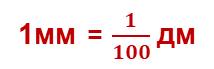 1мм = 1/100 дм